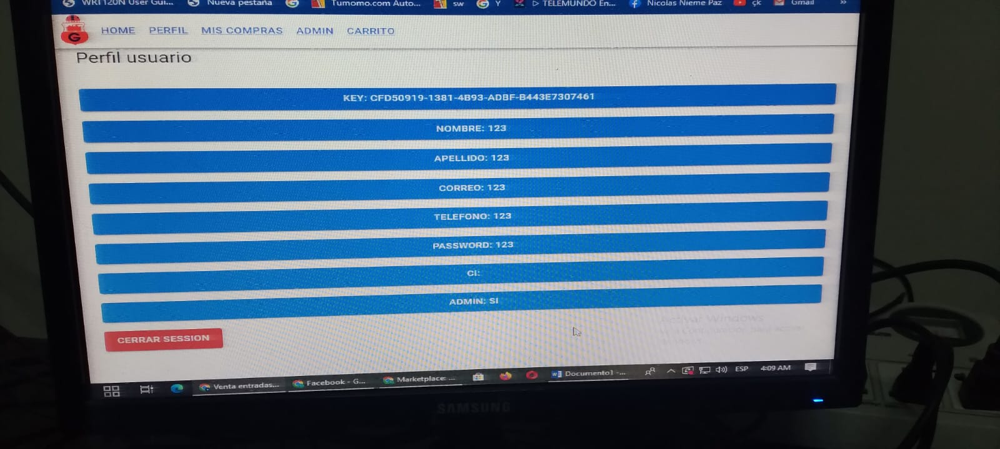 WRT120N User Gui... Nueva pestaña Tumomo.com Auto... sw Y TELEMUNDO En... Nicolas Nieme Paz çk Gmail »
G HOME PERFIL MIS COMPRAS ADMIN CARRITO
Perfil usuario
KEY: CFD50919-1381-4B93-ADBF-B443E7307461
NOMBRE: 123
APELLIDO: 123
CORREO: 123
TELEFONO: 123
PASSWORD: 123
CI:
ADMIN: SI
Activar Windows
CERRAR SESSION
Venta entradas... Facebook - G... Marketplace ... Documento1 -... ESP 4:09 AM
SAMSUNG